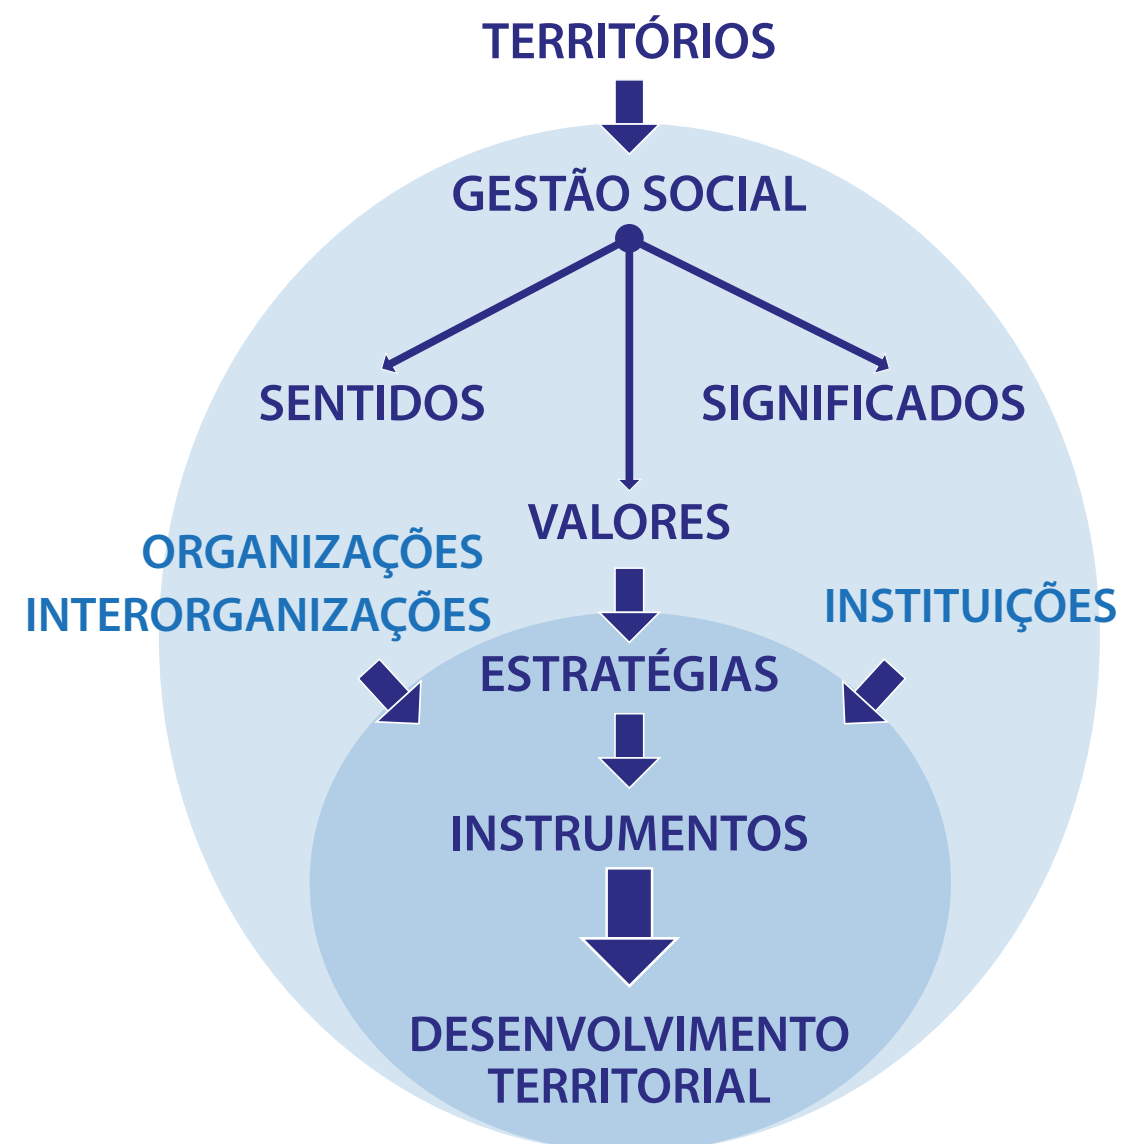 TERRITÓRIOS
GESTÃO SOCIAL
SENTIDOS
SIGNIFICADOS
VALORES
ORGANIZAÇÕES
INTERORGANIZAÇÕES
INSTITUIÇÕES
ESTRATÉGIAS
INSTRUMENTOS
DESENVOLVIMENTO
TERRITORIAL